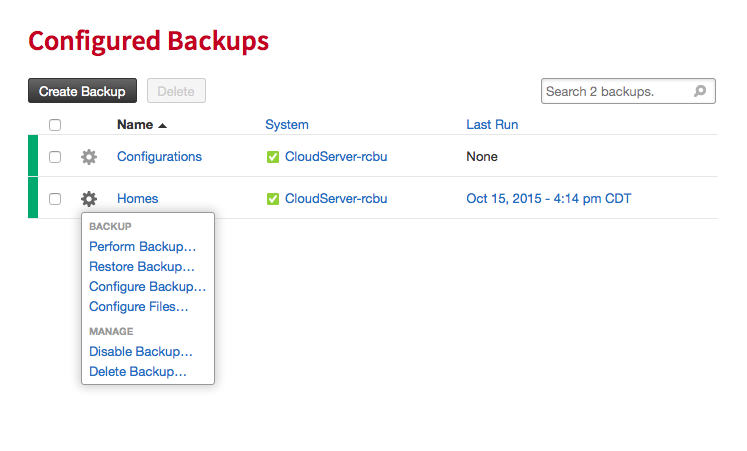 Configured Backups
Create Backup Delete Search 2 backups.
Name System Last Run
Configurations CloudServer-rcbu None
Homes CloudServer-rcbu Oct 15, 2015 - 4:14 pm CDT
BACKUP
Perform Backup...
Restore Backup...
Configure Backup...
Configure Files...
MANAGE
Disable Backup...
Delete Backup...